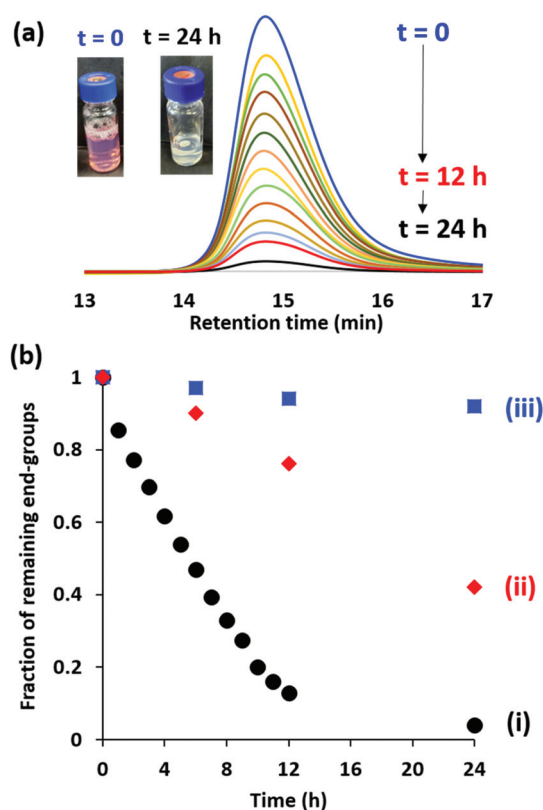 (a)
t = 0 t = 24 h
t = 0
t = 12 h
t = 24 h
13 14 15 16 17
Retention time (min)
(b)
Fraction of remaining end-groups
1
0.8
0.6
0.4
0.2
0
(iii)
(ii)
(i)
0 4 8 12 16 20 24
Time (h)